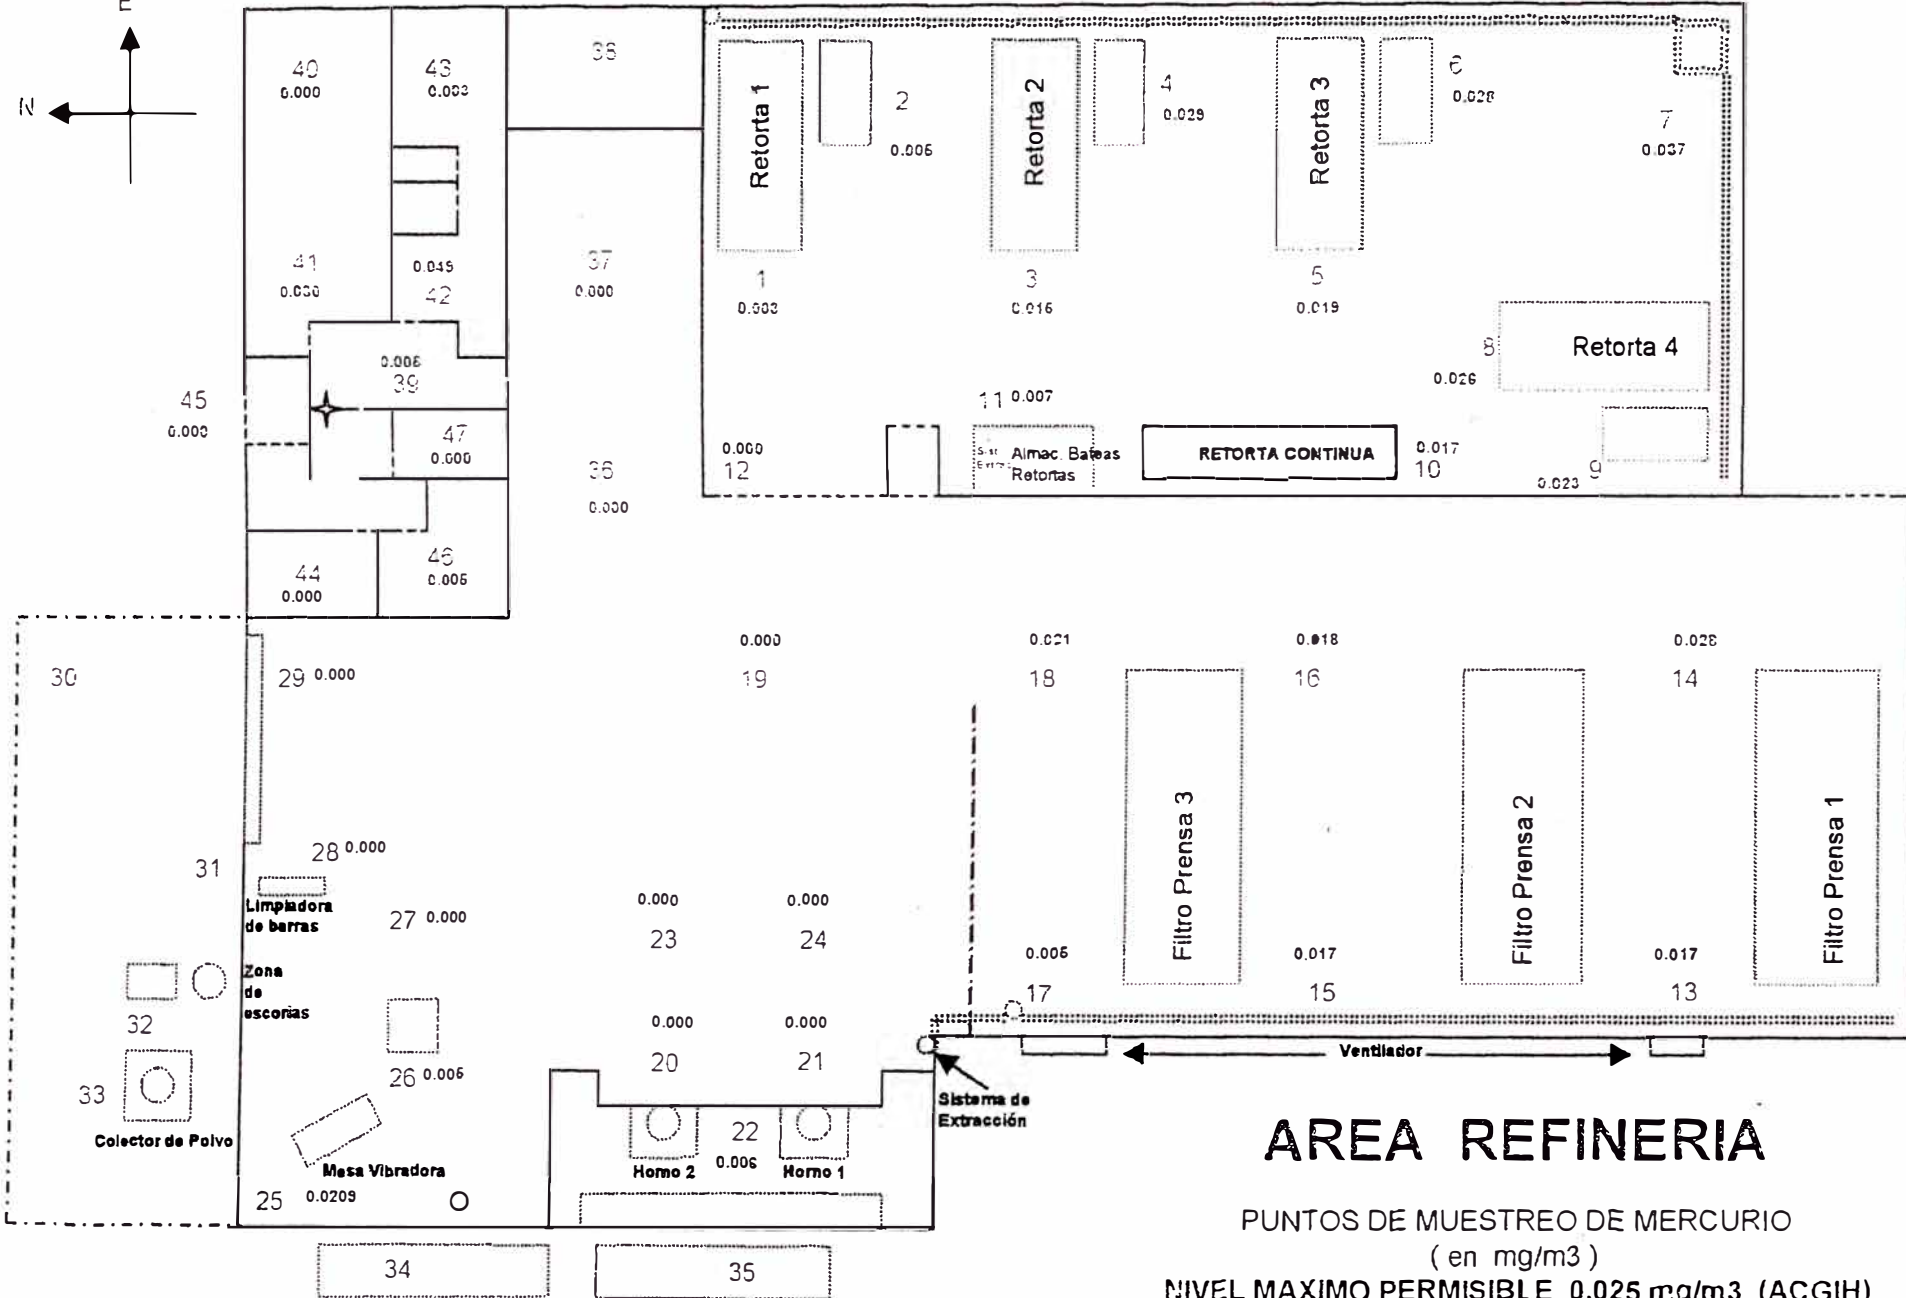 E
N
40
0.000
43
0.003
38
2
0.005
4
0.029
6
0.028
7
0.037
Retorta 1
Retorta 2
Retorta 3
41
0.030
0.045
42
37
0.000
1
0.003
3
0.016
5
0.019
8
Retorta 4
0.026
0.006
39
45
0.000
47
0.000
36
0.000
11 0.007
0.000
12
Almac. Bateas
Retortas
RETORTA CONTINUA
0.017
10
9
0.023
44
0.000
46
0.005
30
29 0.000
0.000
19
0.021
18
0.018
16
0.028
14
31
28 0.000
Limpiadora
de barras
27 0.000
0.000
23
0.000
24
Filtro Prensa 3
Filtro Prensa 2
Filtro Prensa 1
0.005
17
0.017
15
0.017
13
Zona
de
escorias
32
33
Colector de Polvo
26 0.005
0.000
20
0.000
21
Ventilador
Sistema de
Extracción
Mesa Vibradora
25 0.0209
Horno 2
22
0.006
Horno 1
34
35
AREA REFINERIA
PUNTOS DE MUESTREO DE MERCURIO
( en mg/m3 )
NIVEL MAXIMO PERMISIBLE 0.025 mg/m3 (ACGIH)